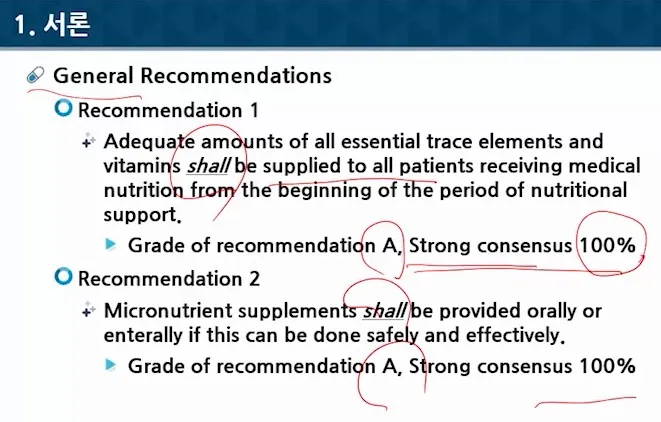 1. 서론
General Recommendations
Recommendation 1
Adequate amounts of all essential trace elements and
vitamins shall be supplied to all patients receiving medical
nutrition from the beginning of the period of nutritional
support.
Grade of recommendation A, Strong consensus 100%
Recommendation 2
Micronutrient supplements shall be provided orally or
enterally if this can be done safely and effectively.
Grade of recommendation A, Strong consensus 100%